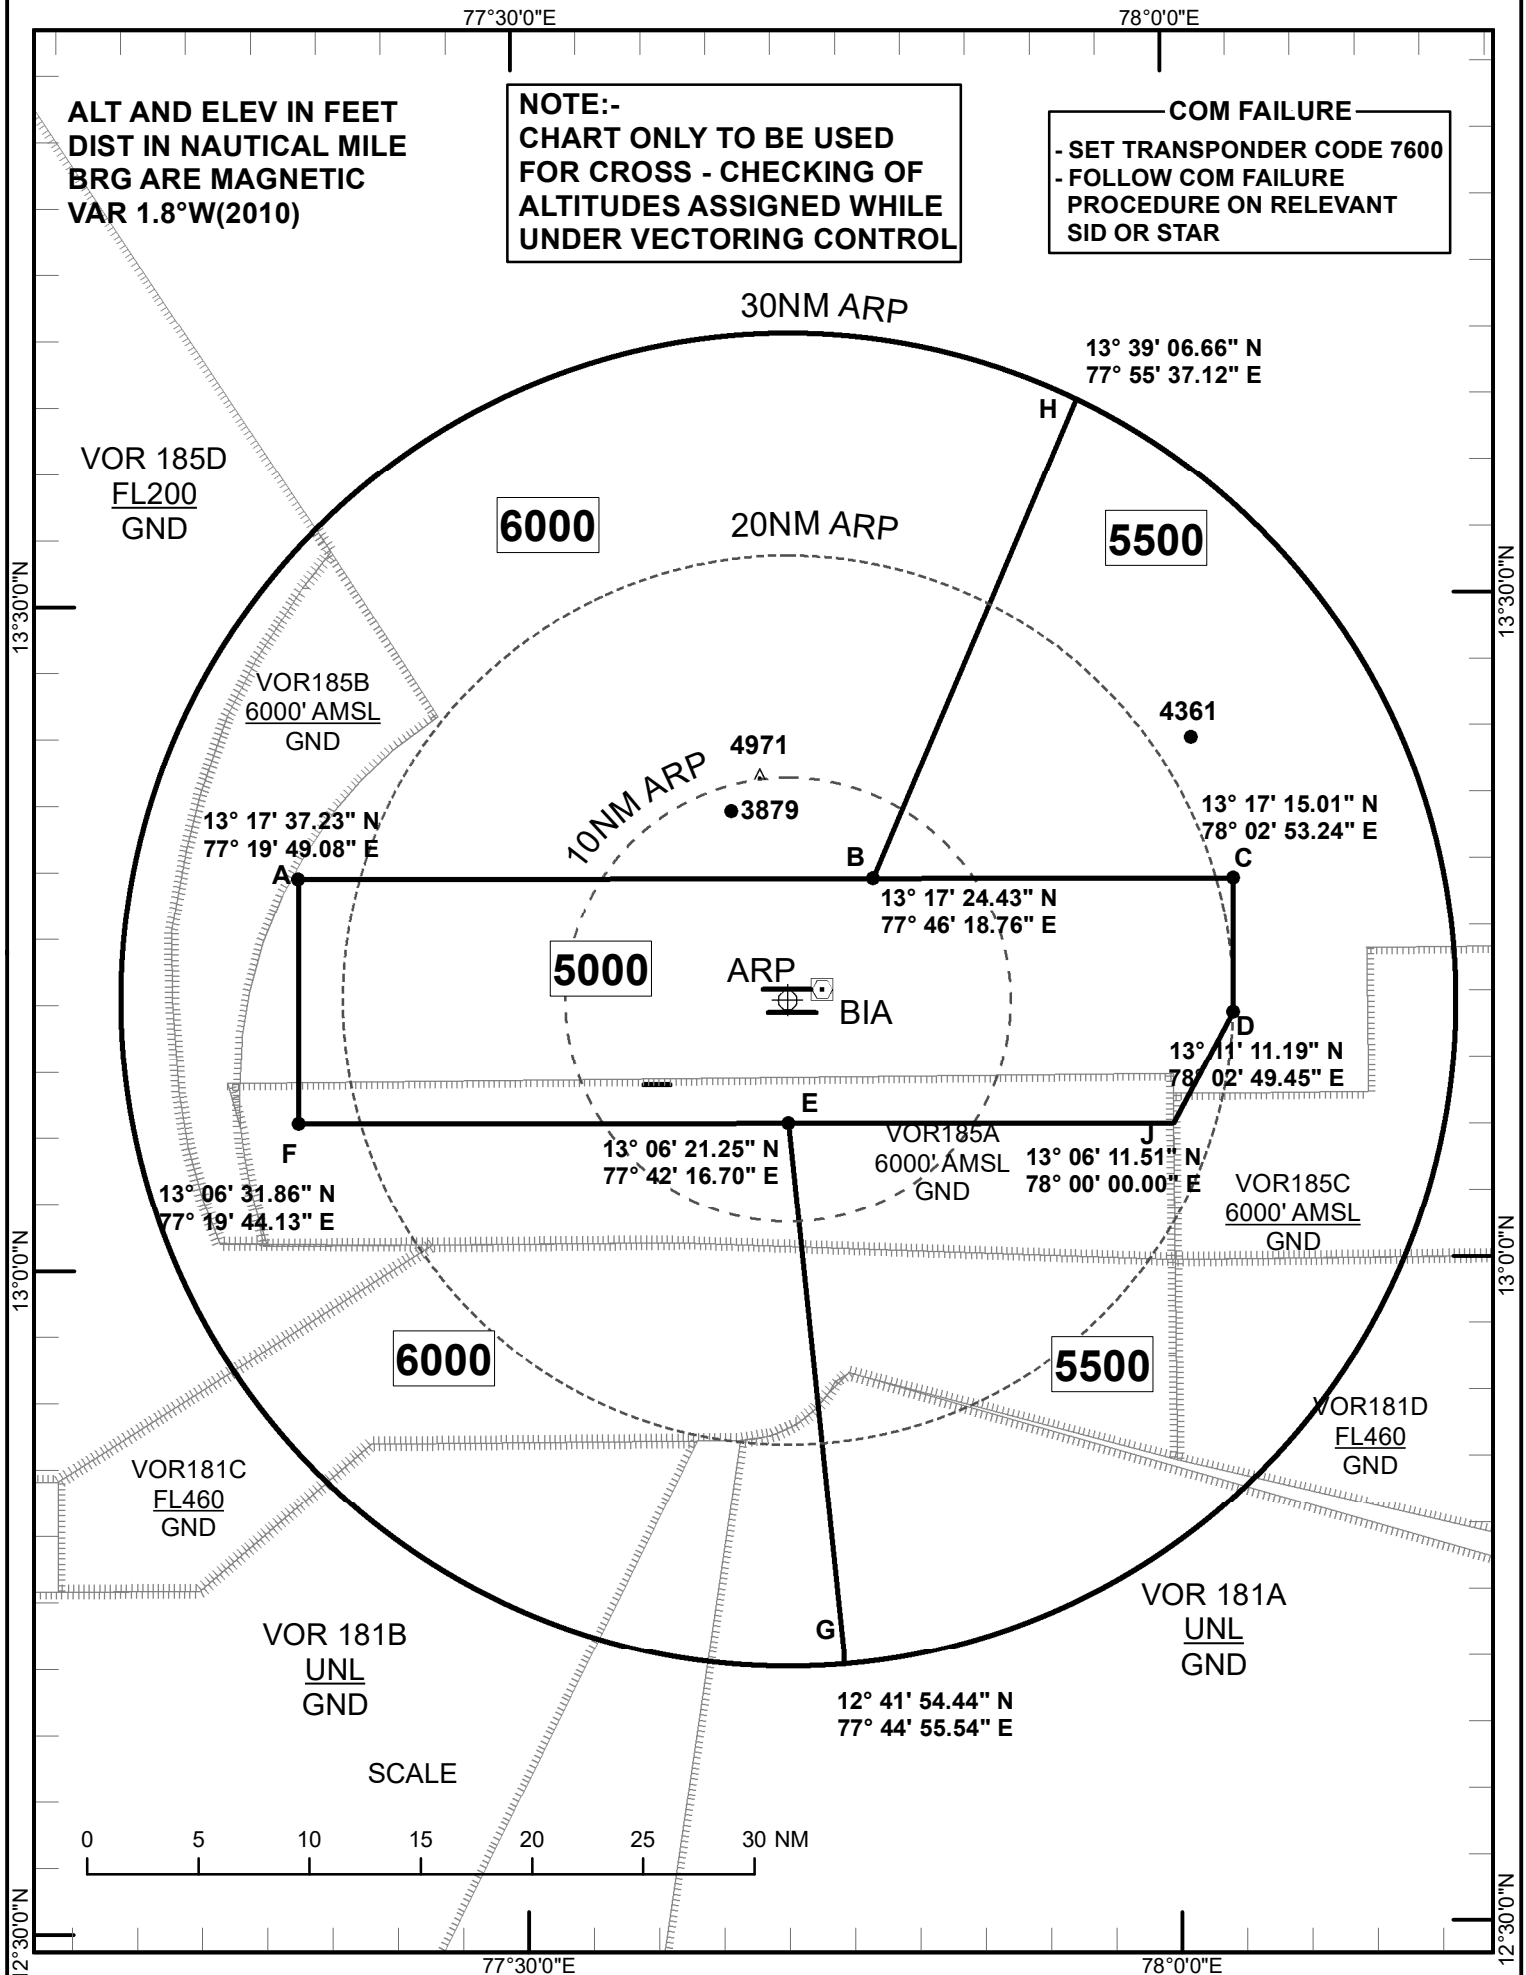 77°30'0"E
78°0'0"E
ALT AND ELEV IN FEET
DIST IN NAUTICAL MILE
BRG ARE MAGNETIC
VAR 1.8°W(2010)
NOTE:-
CHART ONLY TO BE USED
FOR CROSS - CHECKING OF
ALTITUDES ASSIGNED WHILE
UNDER VECTORING CONTROL
COM FAILURE
- SET TRANSPONDER CODE 7600
- FOLLOW COM FAILURE
PROCEDURE ON RELEVANT
SID OR STAR
30NM ARP
13° 39' 06.66" N
77° 55' 37.12" E
H
VOR 185D
FL200
GND
6000
20NM ARP
5500
13°30'0"N
13°30'0"N
VOR185B
6000' AMSL
GND
4361
4971
10NM ARP
3879
13° 17' 37.23" N
77° 19' 49.08" E
13° 17' 15.01" N
78° 02' 53.24" E
A
B
C
13° 17' 24.43" N
77° 46' 18.76" E
5000
ARP
BIA
D
13° 11' 11.19" N
78° 02' 49.45" E
E
F
J
13° 06' 21.25" N
77° 42' 16.70" E
VOR185A
6000' AMSL
GND
13° 06' 11.51" N
78° 00' 00.00" E
13° 06' 31.86" N
77° 19' 44.13" E
VOR185C
6000' AMSL
GND
13°0'0"N
13°0'0"N
6000
5500
VOR181D
FL460
GND
VOR181C
FL460
GND
VOR 181A
UNL
GND
VOR 181B
UNL
GND
G
12° 41' 54.44" N
77° 44' 55.54" E
SCALE
0 5 10 15 20 25 30 NM
12°30'0"N
12°30'0"N
77°30'0"E
78°0'0"E